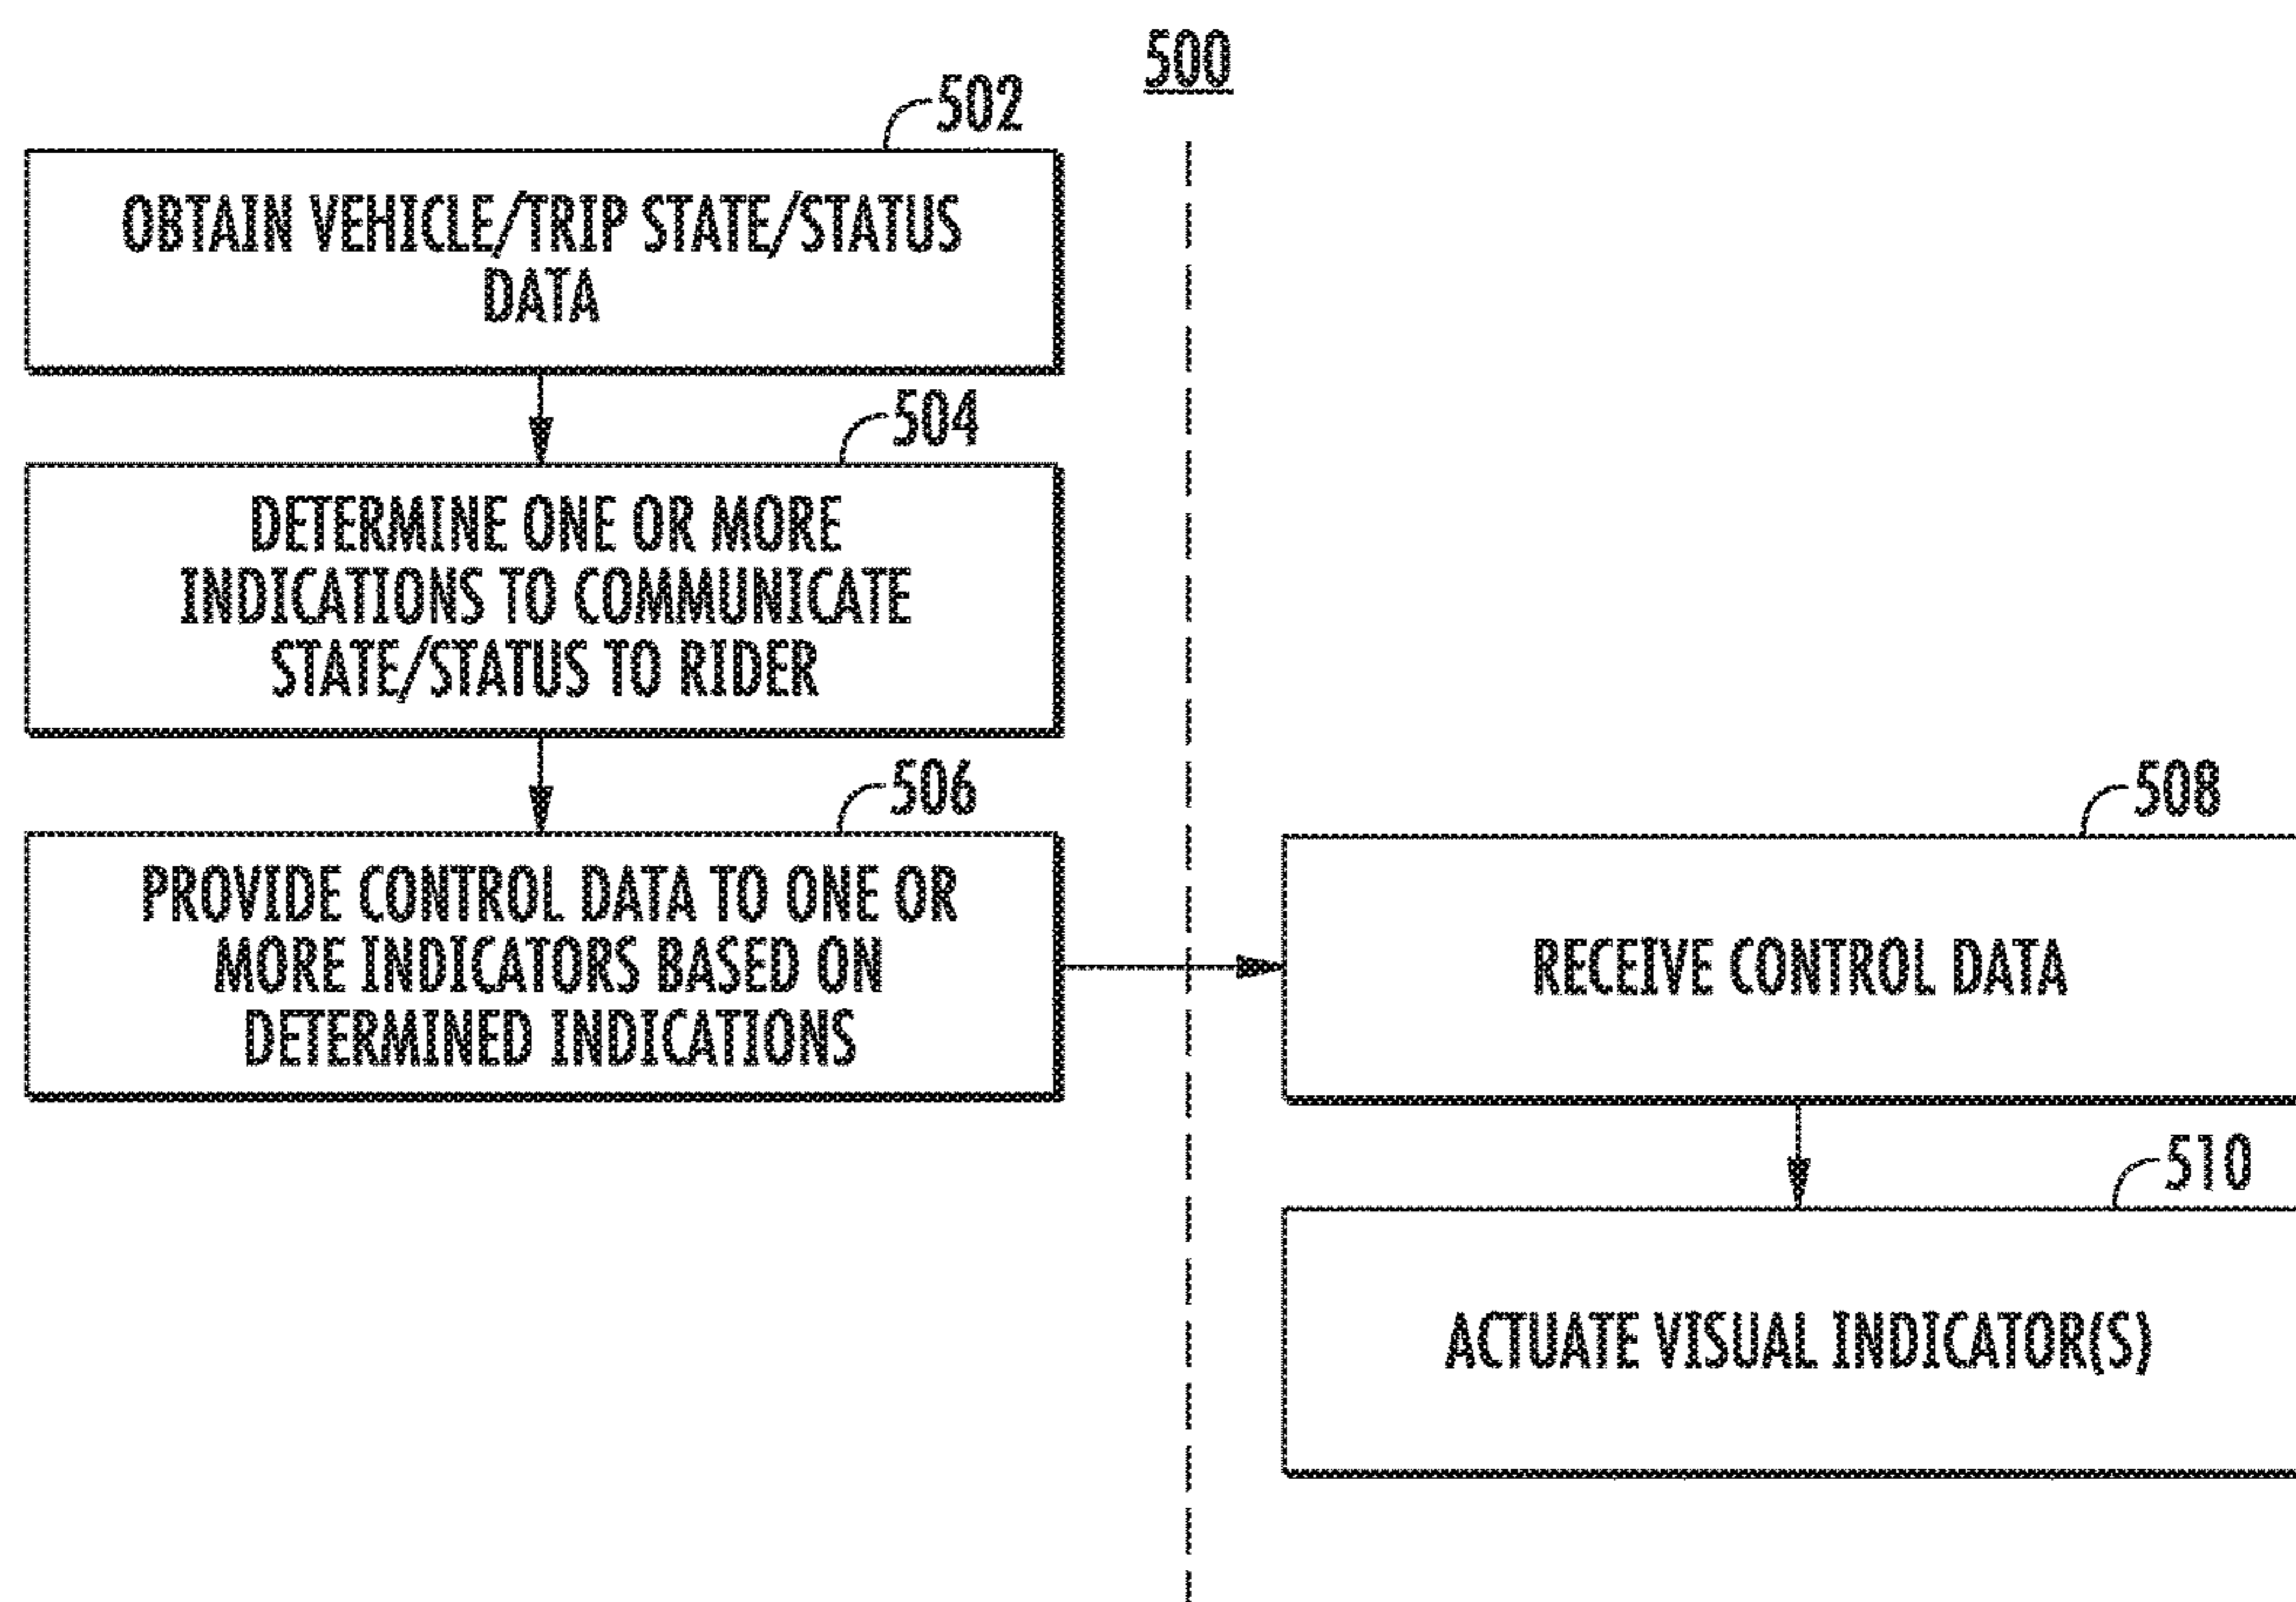 500
502
OBTAIN VEHICLE/TRIP STATE/STATUS
DATA
504
DETERMINE ONE OR MORE
INDICATIONS TO COMMUNICATE
STATE/STATUS TO RIDER
506
PROVIDE CONTROL DATA TO ONE OR
MORE INDICATORS BASED ON
DETERMINED INDICATIONS
508
RECEIVE CONTROL DATA
510
ACTUATE VISUAL INDICATOR(S)